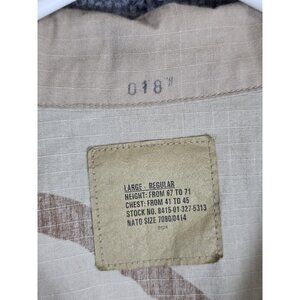 018"
LARGE - REGULAR
HEIGHT: FROM 67 TO 71
CHEST: FROM 41 TO 45
STOCK NO. 8415-01-327-5313
NATO SIZE 7080/0414